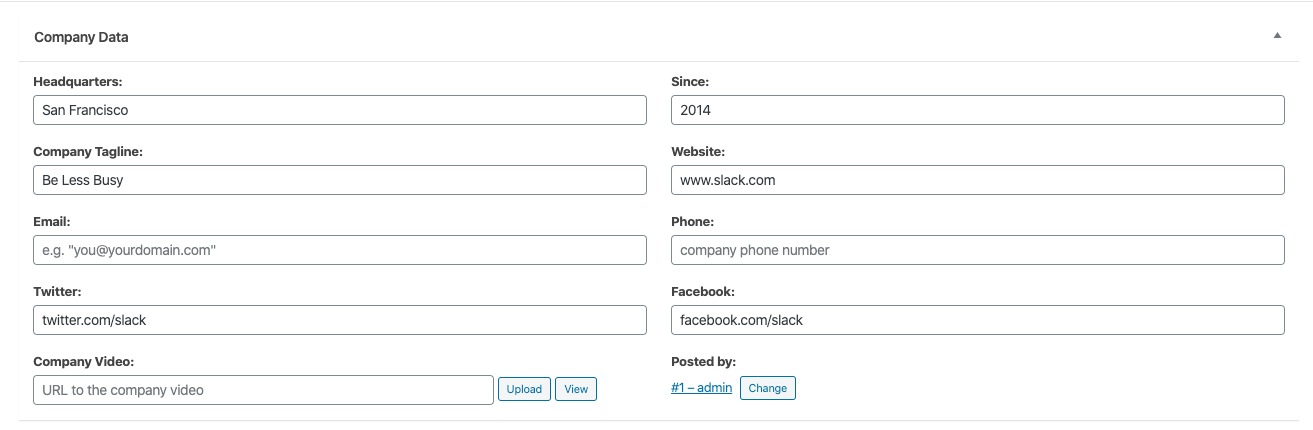 Company Data ▲
Headquarters: Since:
San Francisco 2014
Company Tagline: Website:
Be Less Busy www.slack.com
Email: Phone:
e.g. "you@yourdomain.com" company phone number
Twitter: Facebook:
twitter.com/slack facebook.com/slack
Company Video: Posted by:
URL to the company video Upload View #1 – admin Change